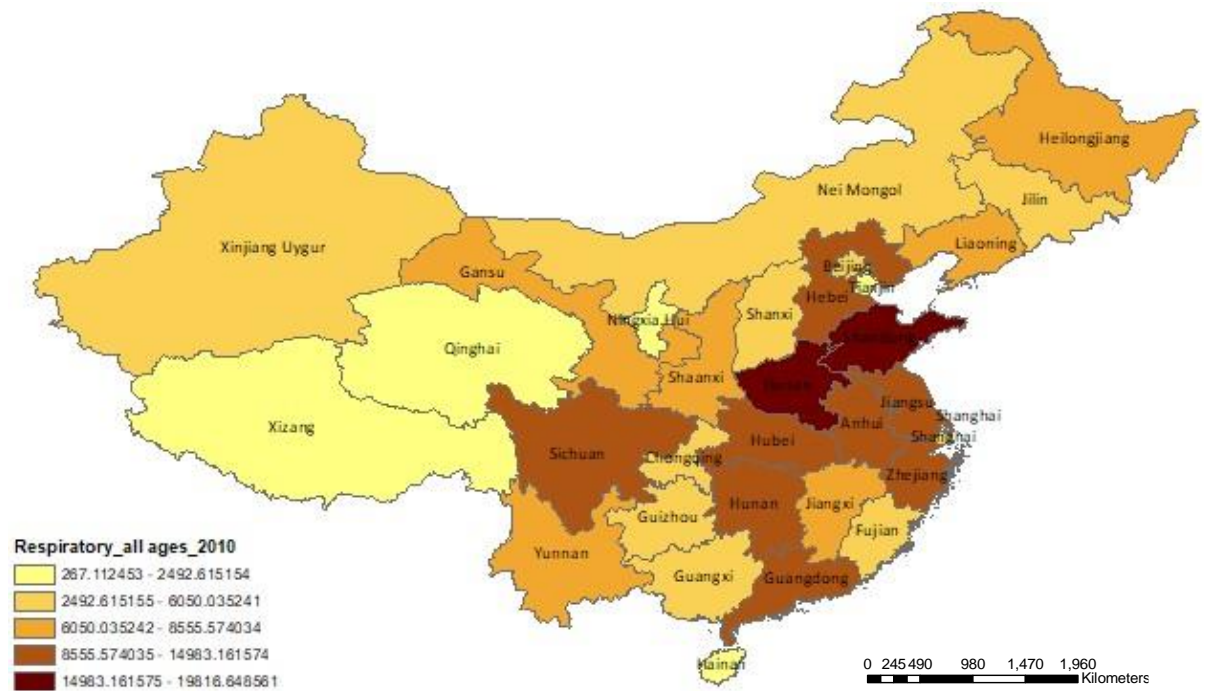 Heilongjiang
Nei Mongol
Jilin
Xinjiang Uygur
Liaoning
Gansu
Beijing
Tianjin
Hebei
Ningxia Hui
Shanxi
Shandong
Qinghai
Shaanxi
Henan
Jiangsu
Shanghai
Anhui
Shanghai
Xizang
Hubei
Sichuan
Chongqing
Zhejiang
Hunan
Jiangxi
Guizhou
Fujian
Yunnan
Guangxi
Guangdong
Hainan
Respiratory_all ages_2010
267.112453 - 2492.615154
2492.615155 - 6050.035241
6050.035242 - 8555.574034
8555.574035 - 14983.161574
14983.161575 - 19816.648561
0 245 490 980 1,470 1,960
Kilometers